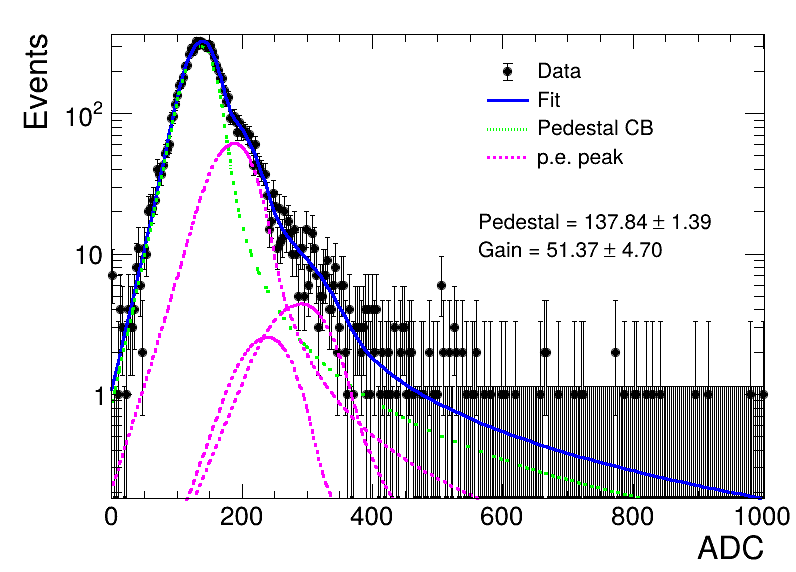 Events
10²
10
1
Data
Fit
Pedestal CB
p.e. peak
Pedestal = 137.84 ± 1.39
Gain = 51.37 ± 4.70
0 200 400 600 800 1000
ADC